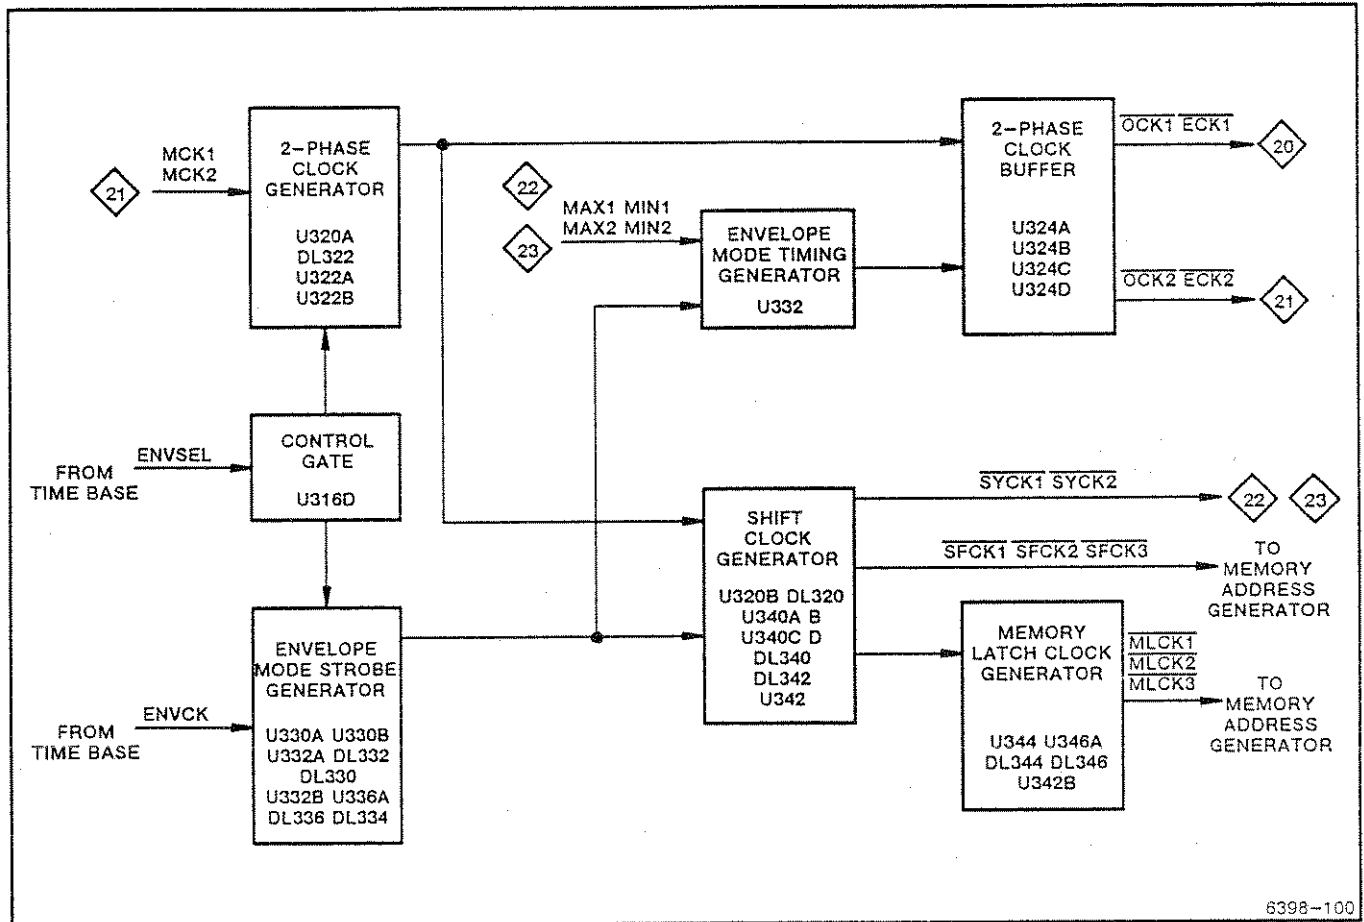 2-PHASE
CLOCK
GENERATOR
U320A
DL322
U322A
U322B
MCK1
MCK2
21
22
23
MAX1 MIN1
MAX2 MIN2
ENVELOPE
MODE TIMING
GENERATOR
U332
2-PHASE
CLOCK
BUFFER
U324A
U324B
U324C
U324D
OCK1 ECK1
20
OCK2 ECK2
21
CONTROL
GATE
U316D
ENVSEL
FROM
TIME BASE
SHIFT
CLOCK
GENERATOR
U320B DL320
U340A B
U340C D
DL340
DL342
U342
SYCK1 SYCK2
22 23
SFCK1 SFCK2 SFCK3
TO
MEMORY
ADDRESS
GENERATOR
ENVELOPE
MODE STROBE
GENERATOR
U330A U330B
U332A DL332
DL330
U332B U336A
DL336 DL334
ENVCK
FROM
TIME BASE
MEMORY
LATCH CLOCK
GENERATOR
U344 U346A
DL344 DL346
U342B
MLCK1
MLCK2
MLCK3
TO
MEMORY
ADDRESS
GENERATOR
6398-100